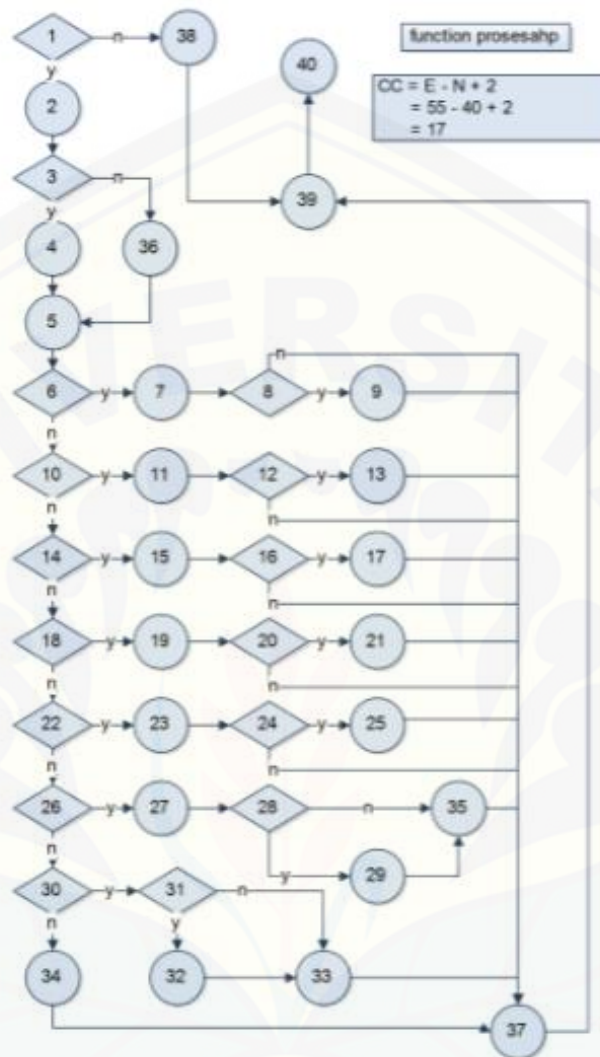 1 n 38
function prosesahp
40
y
CC = E - N + 2
= 55 - 40 + 2
= 17
2
3 n
39
y
4 36
5
n
6 y 7 8 y 9
n
10 y 11 12 y 13
n n
14 y 15 16 y 17
n n
18 y 19 20 y 21
n n
22 y 23 24 y 25
n n
26 y 27 28 n 35
n y 29
30 y 31 n
n y
34 32 33
37
UNIVERSIT